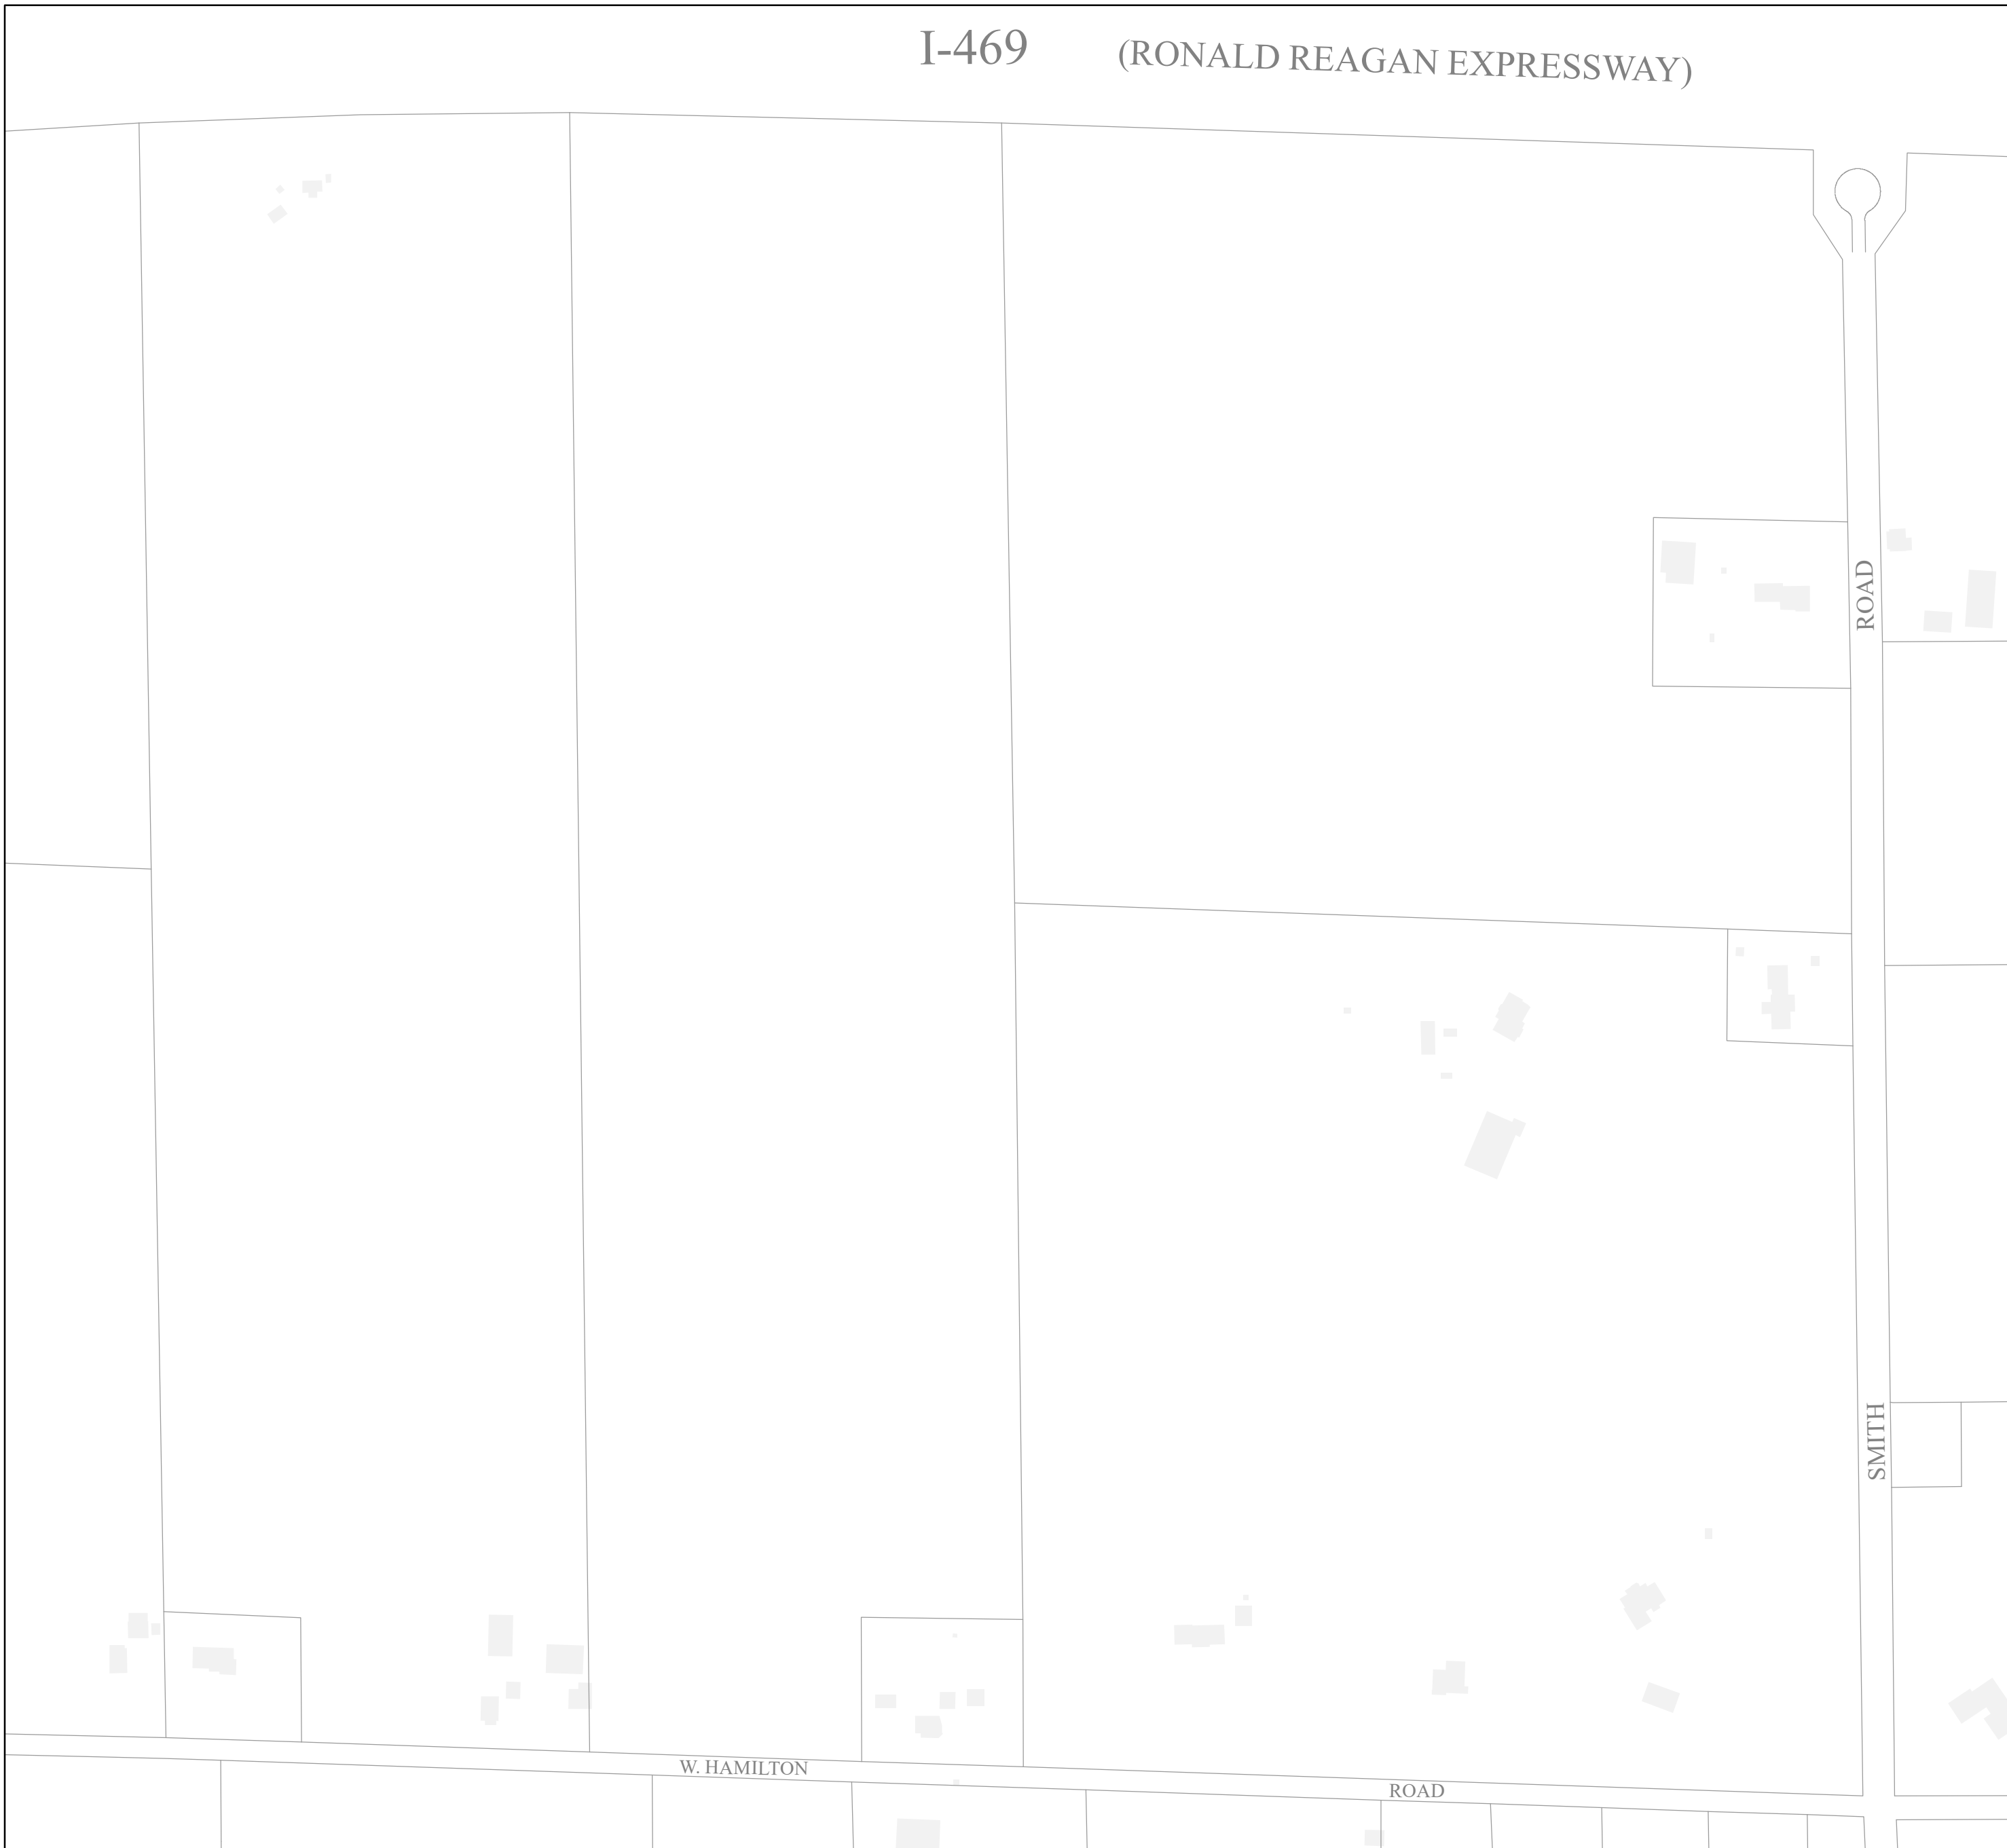 I-469 (RONALD REAGAN EXPRESSWAY)
ROAD
SMITH
W. HAMILTON
ROAD